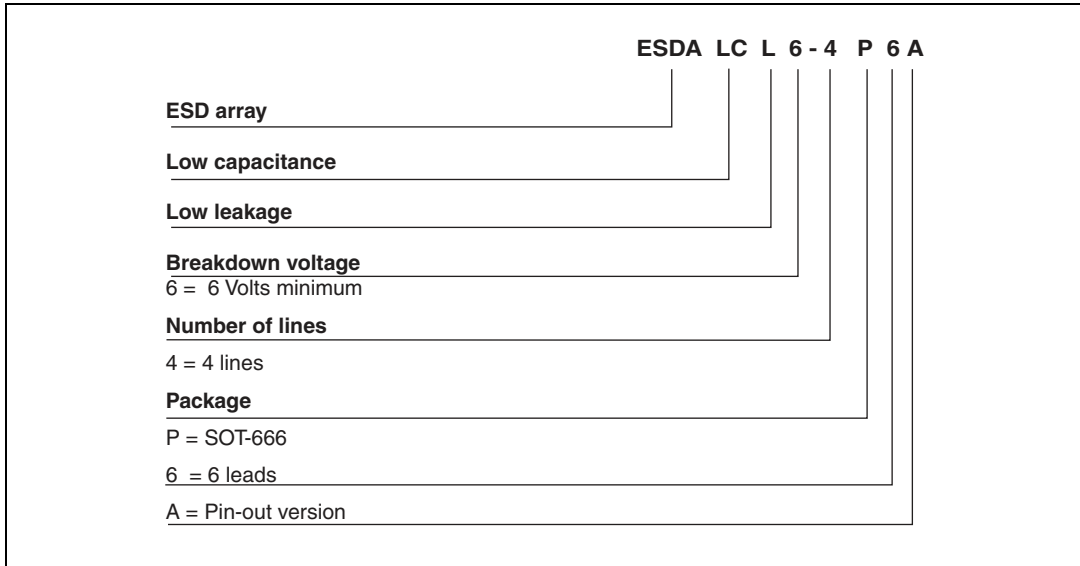 ESDA LC L 6 - 4 P 6 A
ESD array
Low capacitance
Low leakage
Breakdown voltage
6 = 6 Volts minimum
Number of lines
4 = 4 lines
Package
P = SOT-666
6 = 6 leads
A = Pin-out version